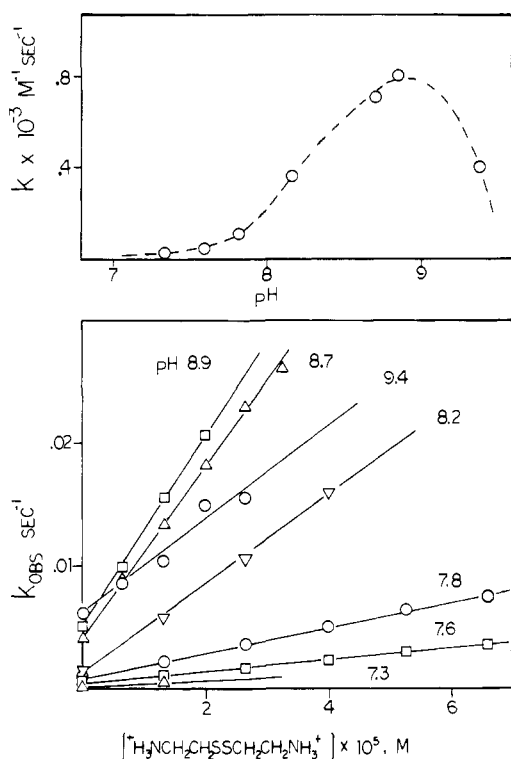 K × 10⁻³ M⁻¹ SEC⁻¹
.8
.4
7 8 9
pH
pH 8.9 8.7
9.4
8.2
7.8
7.6
7.3
K_OBS SEC⁻¹
.02
.01
2 4 6
[⁺H₃NCH₂CH₂SSCH₂CH₂NH₃⁺] × 10⁵, M